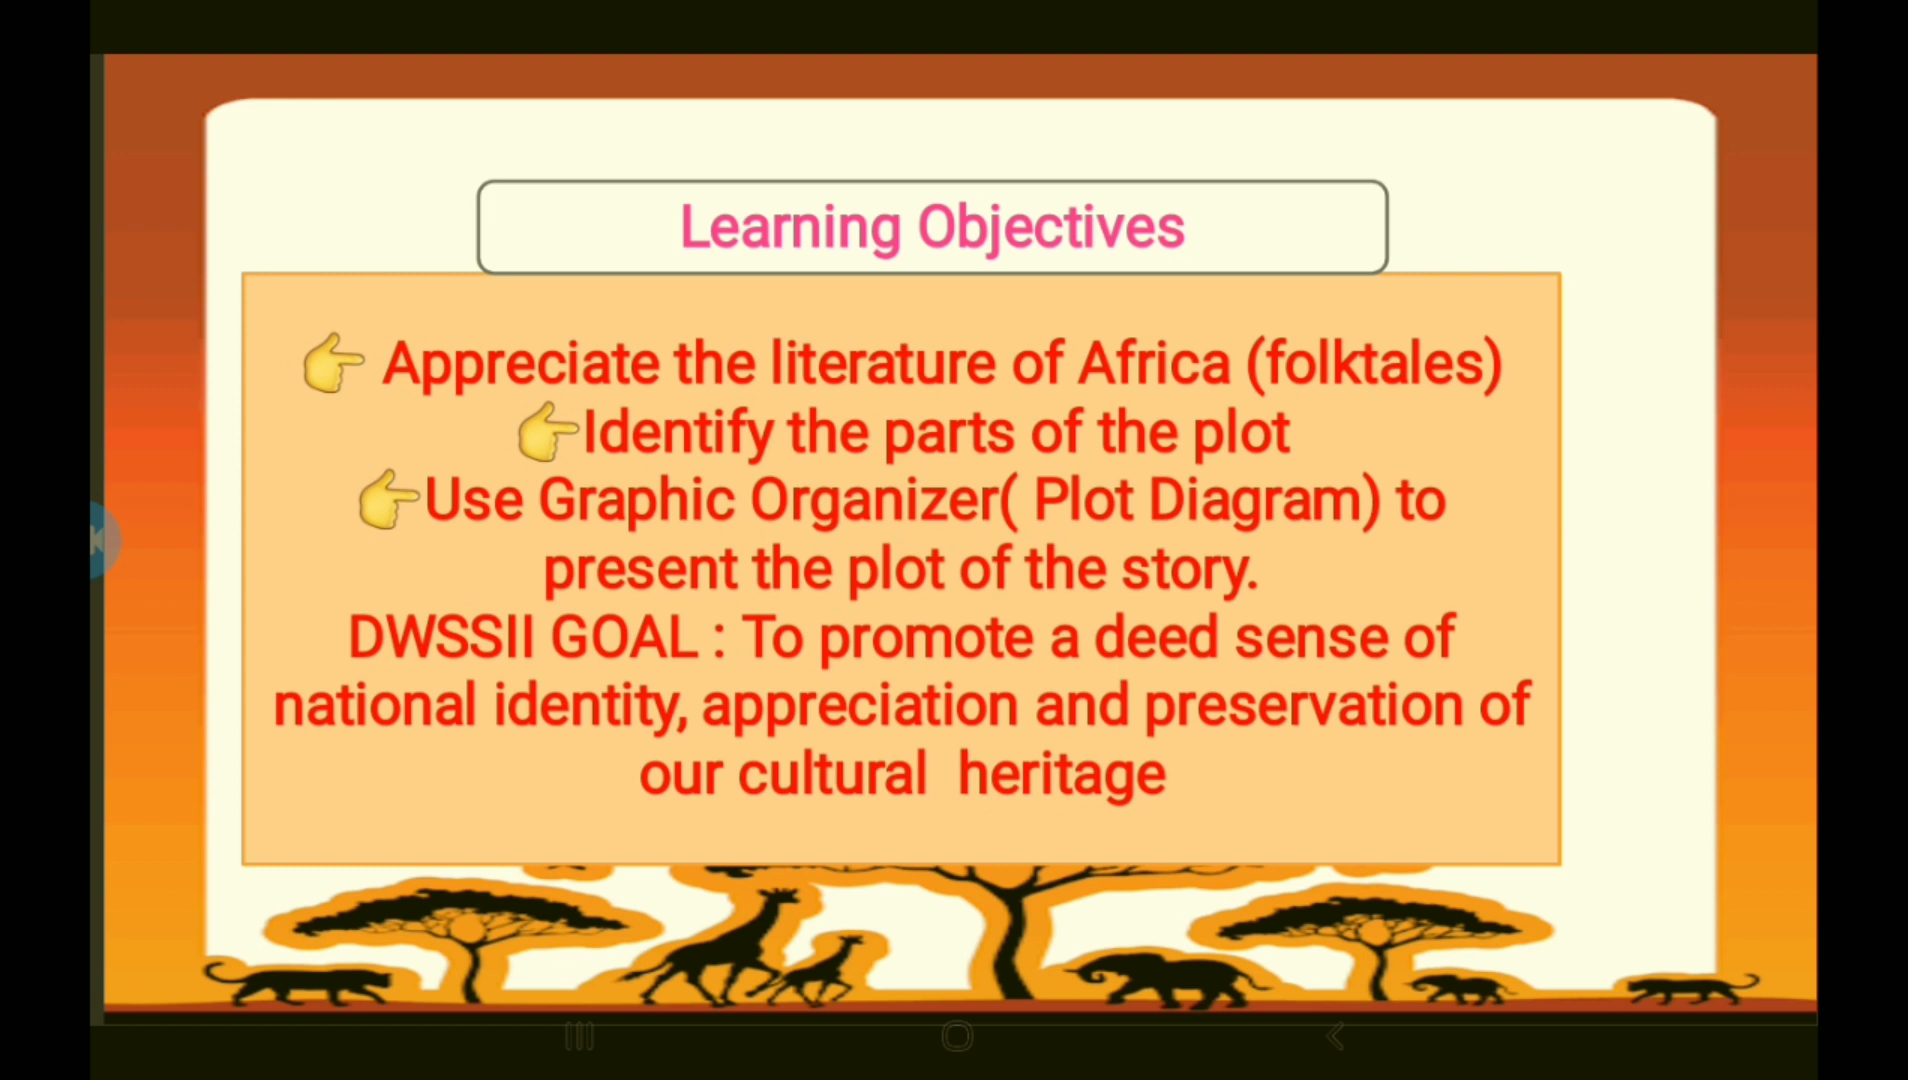 Learning Objectives
👉 Appreciate the literature of Africa (folktales)
👉Identify the parts of the plot
👉Use Graphic Organizer( Plot Diagram) to
present the plot of the story.
DWSSII GOAL : To promote a deed sense of
national identity, appreciation and preservation of
our cultural  heritage